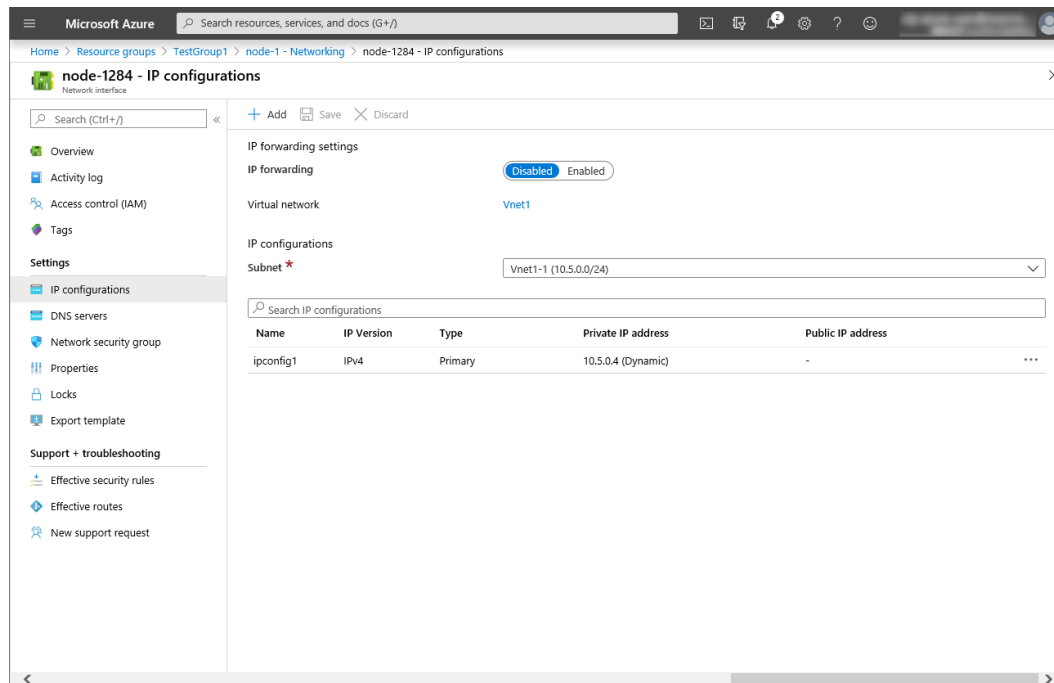 Microsoft Azure
Search resources, services, and docs (G+/)
2
Home > Resource groups > TestGroup1 > node-1 - Networking > node-1284 - IP configurations
node-1284 - IP configurations
Network interface
Search (Ctrl+/)
Overview
Activity log
Access control (IAM)
Tags
Settings
IP configurations
DNS servers
Network security group
Properties
Locks
Export template
Support + troubleshooting
Effective security rules
Effective routes
New support request
Add Save Discard
IP forwarding settings
IP forwarding Disabled Enabled
Virtual network Vnet1
IP configurations
Subnet * Vnet1-1 (10.5.0.0/24)
Search IP configurations
Name IP Version Type Private IP address Public IP address
ipconfig1 IPv4 Primary 10.5.0.4 (Dynamic) -